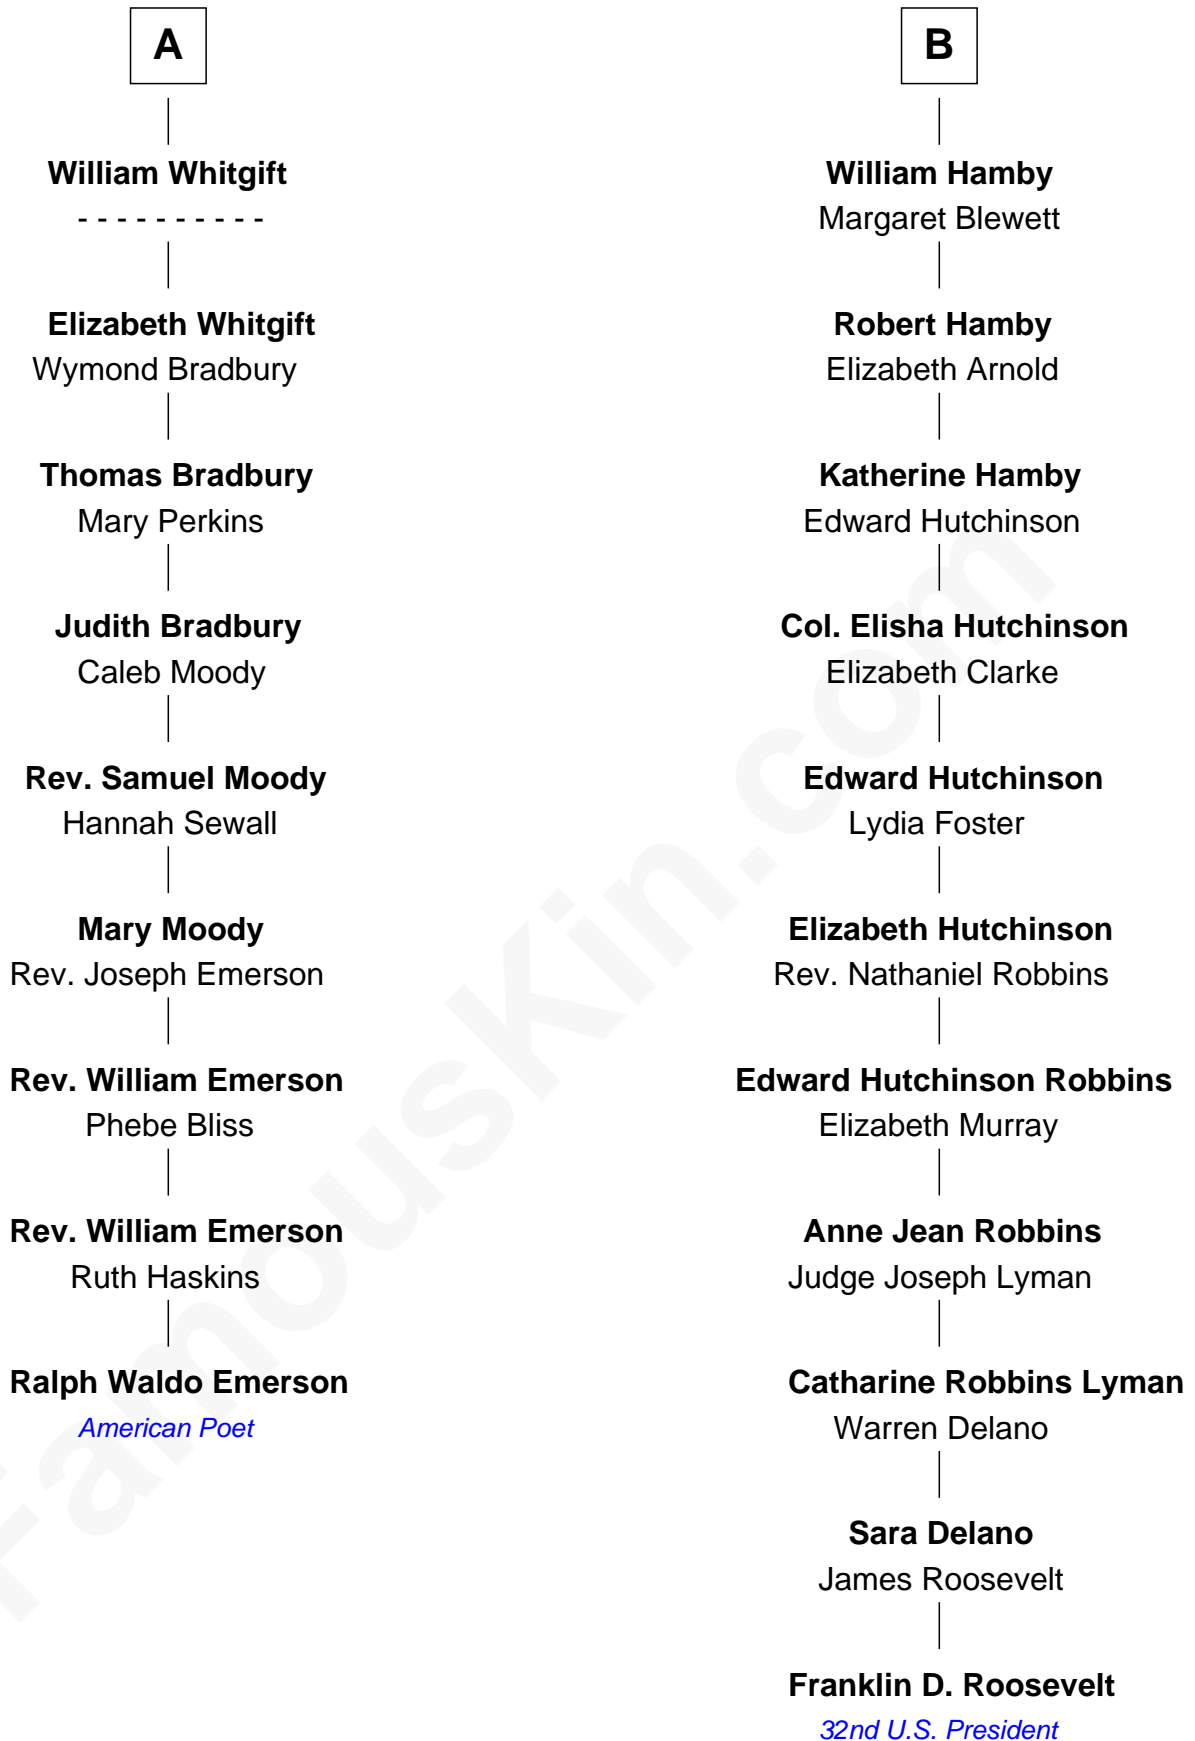 A
William Whitgift
- - - - - - - - - -
Elizabeth Whitgift
Wymond Bradbury
Thomas Bradbury
Mary Perkins
Judith Bradbury
Caleb Moody
Rev. Samuel Moody
Hannah Sewall
Mary Moody
Rev. Joseph Emerson
Rev. William Emerson
Phebe Bliss
Rev. William Emerson
Ruth Haskins
Ralph Waldo Emerson
American Poet
B
William Hamby
Margaret Blewett
Robert Hamby
Elizabeth Arnold
Katherine Hamby
Edward Hutchinson
Col. Elisha Hutchinson
Elizabeth Clarke
Edward Hutchinson
Lydia Foster
Elizabeth Hutchinson
Rev. Nathaniel Robbins
Edward Hutchinson Robbins
Elizabeth Murray
Anne Jean Robbins
Judge Joseph Lyman
Catharine Robbins Lyman
Warren Delano
Sara Delano
James Roosevelt
Franklin D. Roosevelt
32nd U.S. President
FamousKin.com